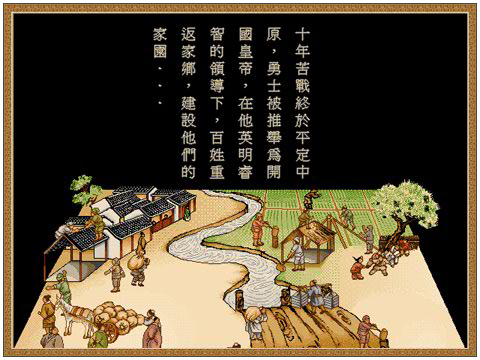 十年苦戰終於平定中
原，勇士被推舉為開
國皇帝，在他英明睿
智的領導下，百姓重
返家鄉，建設他們的
家園．．．